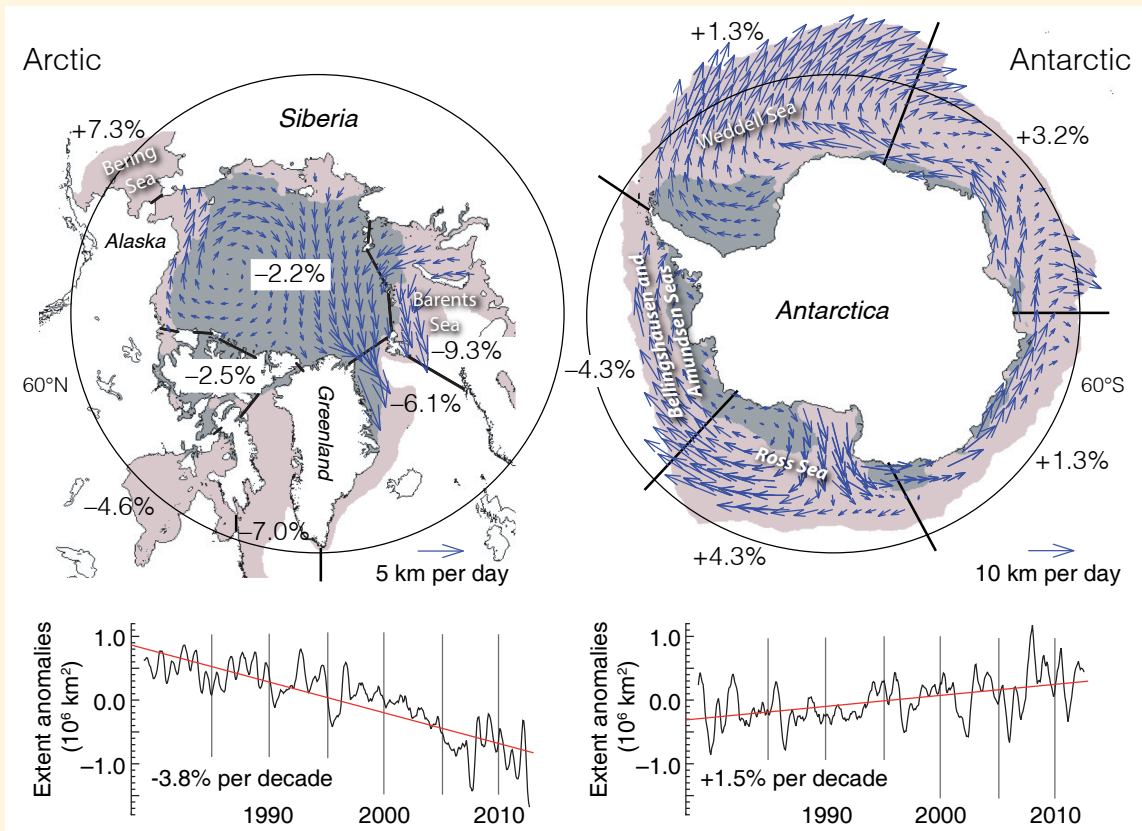 Arctic
Siberia
+7.3%
Bering
Sea
Alaska
−2.2%
Barents
Sea
−9.3%
−2.5%
60°N
−6.1%
Greenland
−4.6%
−7.0%
5 km per day
Antarctic
+1.3%
Weddell Sea
+3.2%
Antarctica
Bellingshausen and
Amundsen Seas
−4.3%
60°S
Ross Sea
+1.3%
+4.3%
10 km per day
Extent anomalies
(10⁶ km²)
1.0
0.0
−1.0
-3.8% per decade
1990
2000
2010
Extent anomalies
(10⁶ km²)
1.0
0.0
−1.0
+1.5% per decade
1990
2000
2010